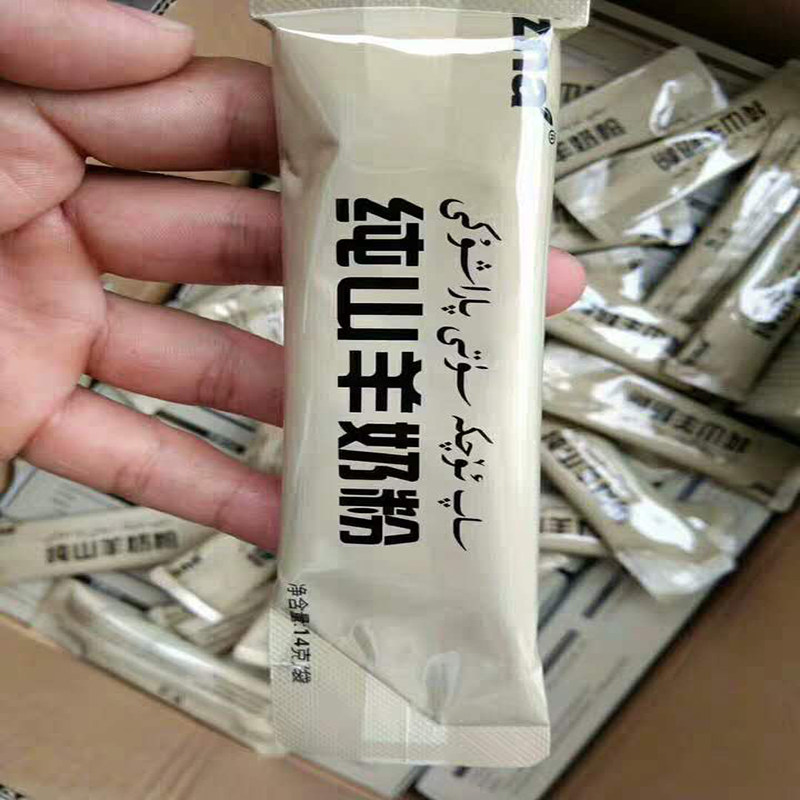 纯山羊奶粉
ساپ ئۆچكە سۈتى پاراشوكى
净含量:14克/袋